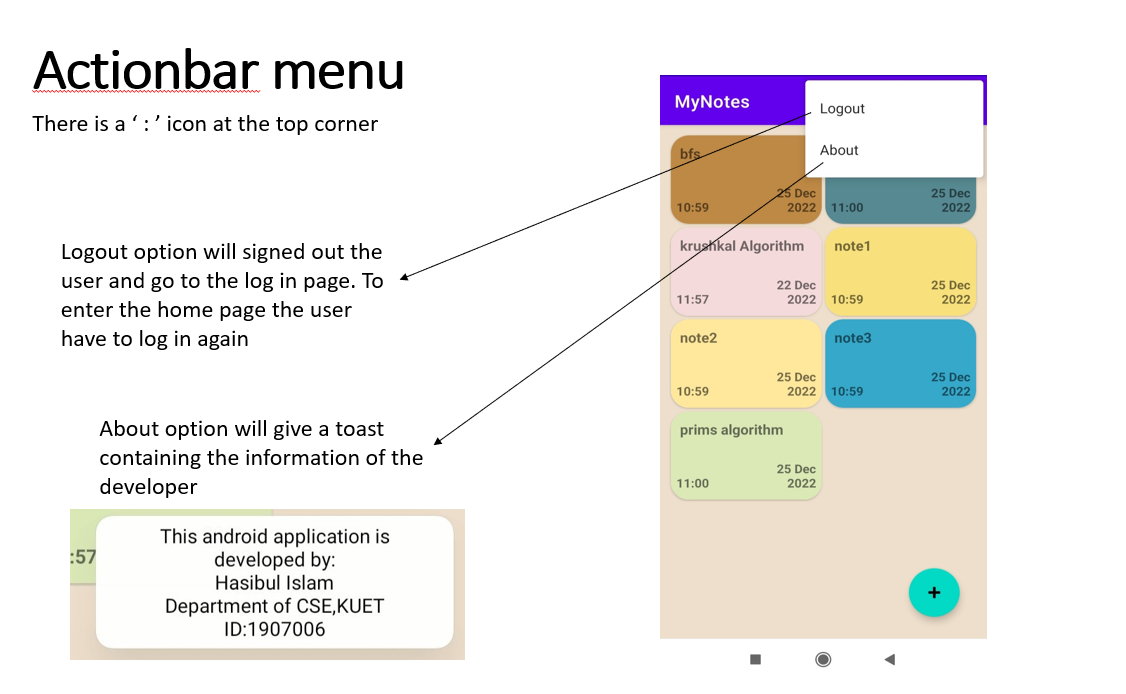 Actionbar menu
There is a ‘ : ’ icon at the top corner
Logout option will signed out the
user and go to the log in page. To
enter the home page the user
have to log in again
About option will give a toast
containing the information of the
developer
:57
This android application is
developed by:
Hasibul Islam
Department of CSE,KUET
ID:1907006
MyNotes
Logout
About
bfs
10:59
25 Dec
2022
11:00
25 Dec
2022
krushkal Algorithm
11:57
22 Dec
2022
note1
10:59
25 Dec
2022
note2
10:59
25 Dec
2022
note3
10:59
25 Dec
2022
prims algorithm
11:00
25 Dec
2022
+